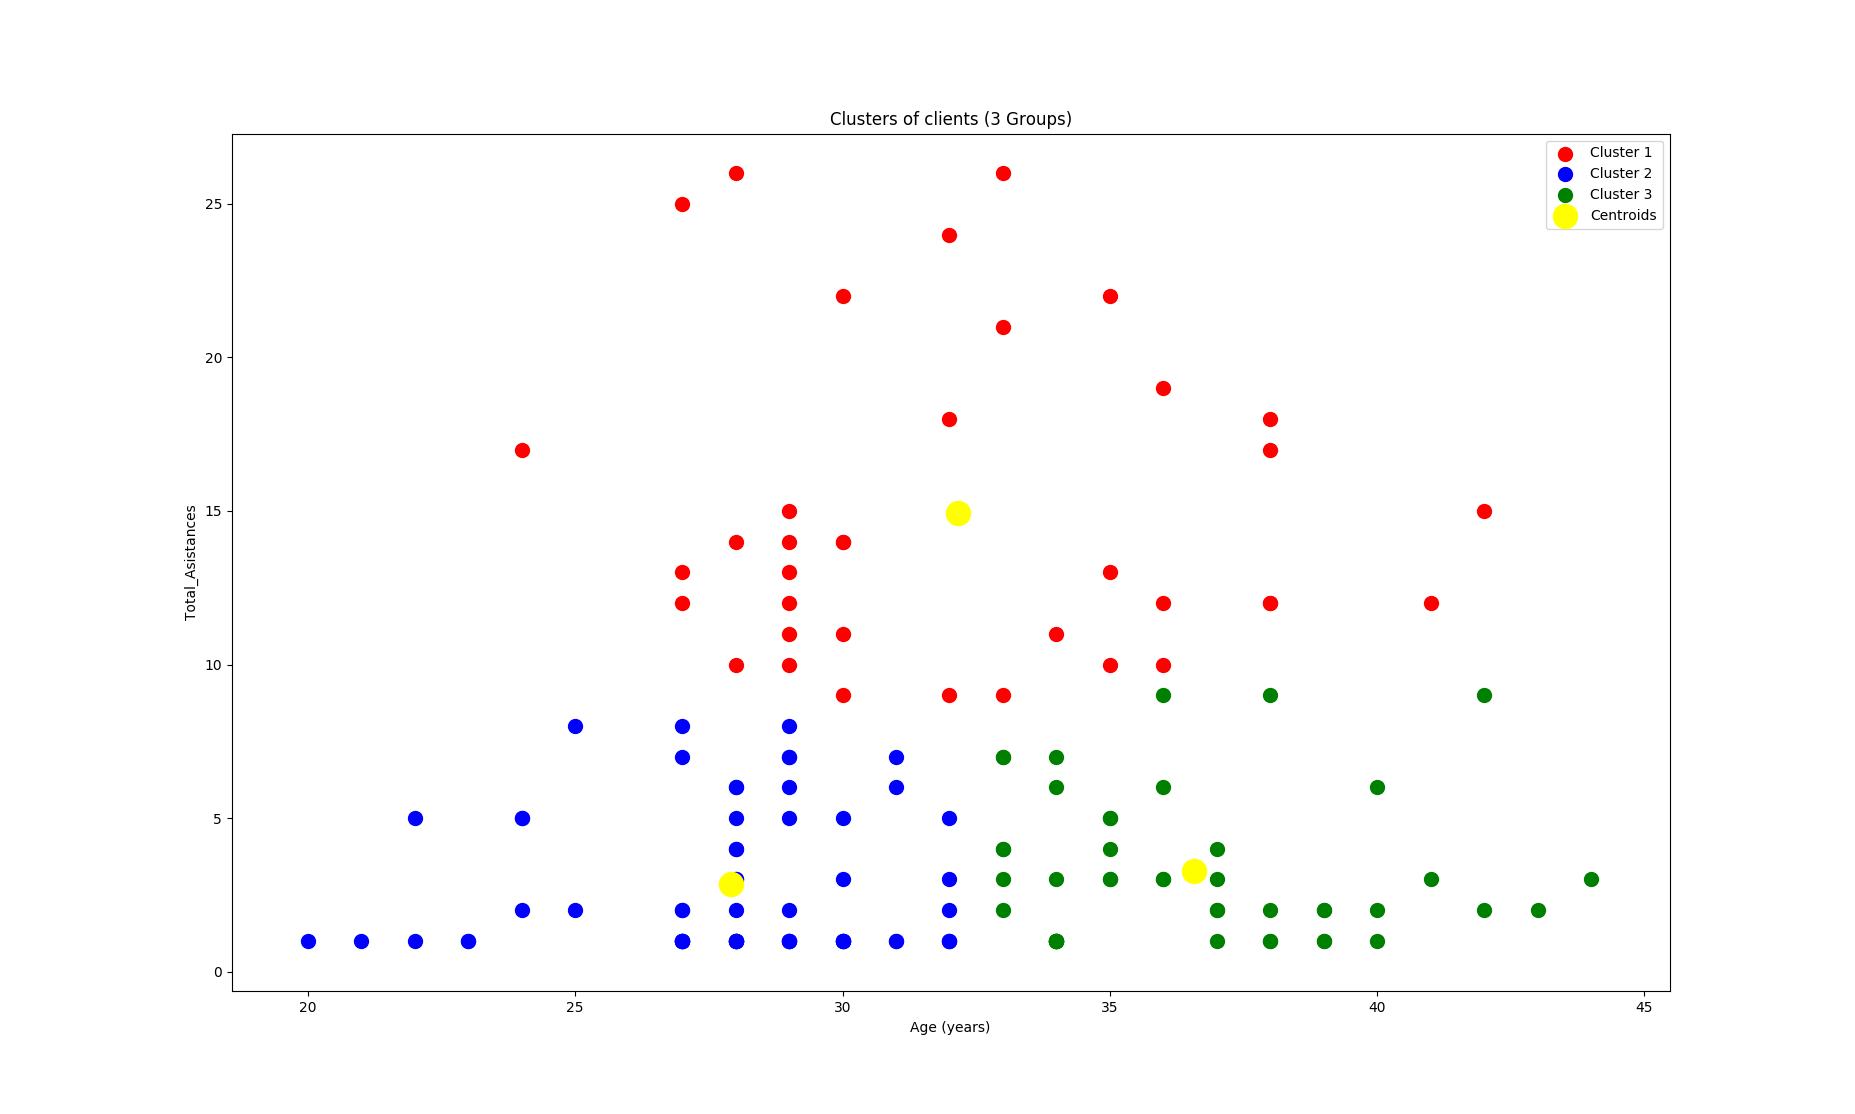 Clusters of clients (3 Groups)
Cluster 1
Cluster 2
Cluster 3
Centroids
25
20
15
10
5
0
Total_Asistances
20 25 30 35 40 45
Age (years)